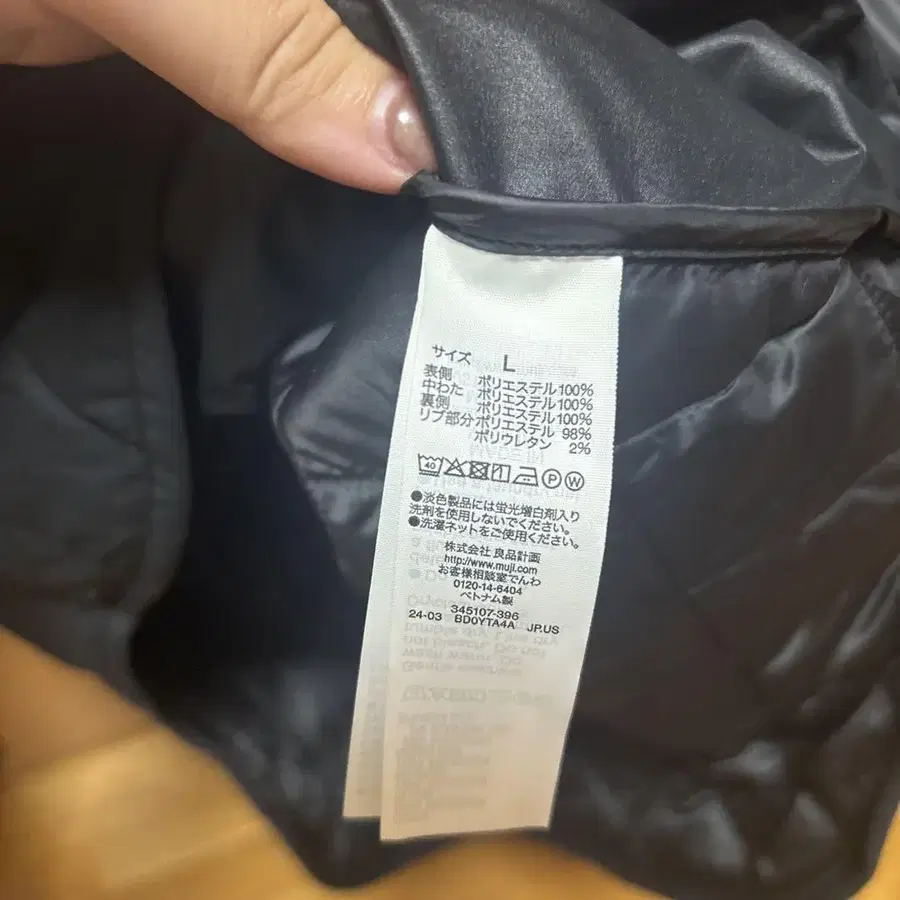 サイズ L
表側 ポリエステル100%
中わた ポリエステル100%
裏側 ポリエステル100%
リブ部分 ポリエステル 98%
ポリウレタン 2%
40 P W
●淡色製品には蛍光増白剤入り
洗剤を使用しないでください。
●洗濯ネットをご使用ください。
株式会社 良品計画
http://www.muji.com
お客様相談室でんわ
0120-14-6404
ベトナム製
345107-396
24-03 BD0YTA4A JP.US